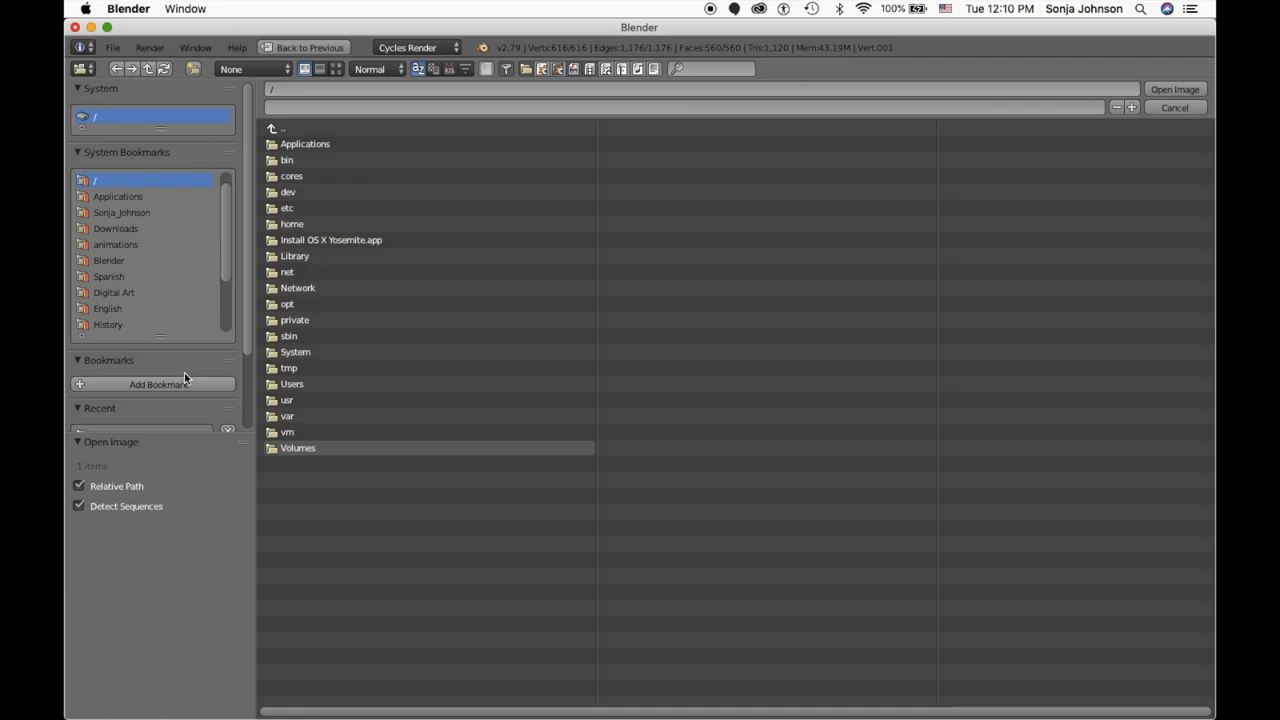 Blender Window 100% Tue 12:10 PM Sonja Johnson
Blender
File Render Window Help Back to Previous Cycles Render v2.79 | Verts:616/616 | Edges:1,176/1,176 | Faces:560/560 | Tris:1,120 | Mem:43.19M | Vert.001
None Normal
System
/
System Bookmarks
/
Applications
Sonja_Johnson
Downloads
animations
Blender
Spanish
Digital Art
English
History
Bookmarks
Add Bookmark
Recent
Open Image
1 items
Relative Path
Detect Sequences
/ Open Image
Cancel
..
Applications
bin
cores
dev
etc
home
Install OS X Yosemite.app
Library
net
Network
opt
private
sbin
System
tmp
Users
usr
var
vm
Volumes